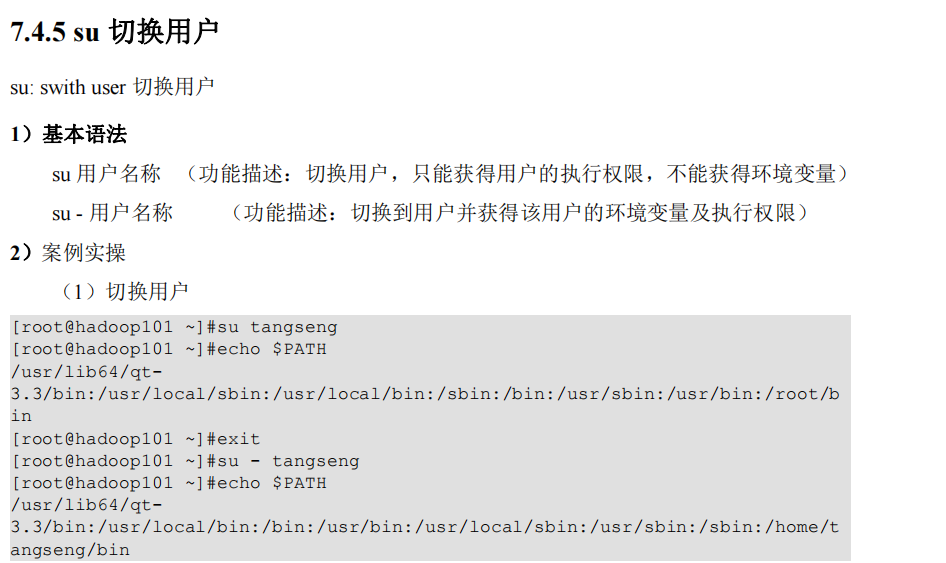 7.4.5 su 切换用户
su: swith user 切换用户
1）基本语法
su 用户名称 （功能描述：切换用户，只能获得用户的执行权限，不能获得环境变量）
su - 用户名称 （功能描述：切换到用户并获得该用户的环境变量及执行权限）
2）案例实操
（1）切换用户
[root@hadoop101 ~]#su tangseng
[root@hadoop101 ~]#echo $PATH
/usr/lib64/qt-
3.3/bin:/usr/local/sbin:/usr/local/bin:/sbin:/bin:/usr/sbin:/usr/bin:/root/b
in
[root@hadoop101 ~]#exit
[root@hadoop101 ~]#su - tangseng
[root@hadoop101 ~]#echo $PATH
/usr/lib64/qt-
3.3/bin:/usr/local/bin:/bin:/usr/bin:/usr/local/sbin:/usr/sbin:/sbin:/home/t
angseng/bin